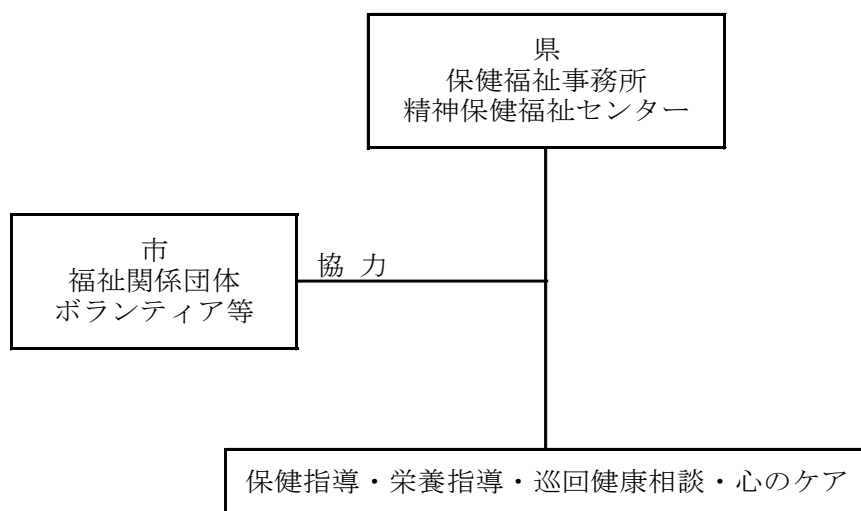 県
保健福祉事務所
精神保健福祉センター
市
福祉関係団体
ボランティア等
協 力
保健指導・栄養指導・巡回健康相談・心のケア